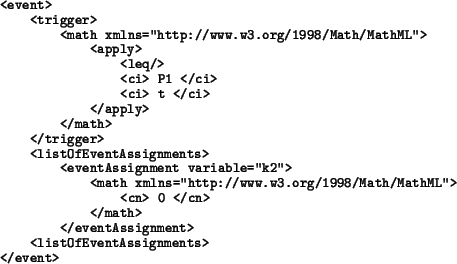 <event>
<trigger>
<math xmlns="http://www.w3.org/1998/Math/MathML">
<apply>
<leq/>
<ci> P1 </ci>
<ci> t </ci>
</apply>
</math>
</trigger>
<listOfEventAssignments>
<eventAssignment variable="k2">
<math xmlns="http://www.w3.org/1998/Math/MathML">
<cn> 0 </cn>
</math>
</eventAssignment>
<listOfEventAssignments>
</event>